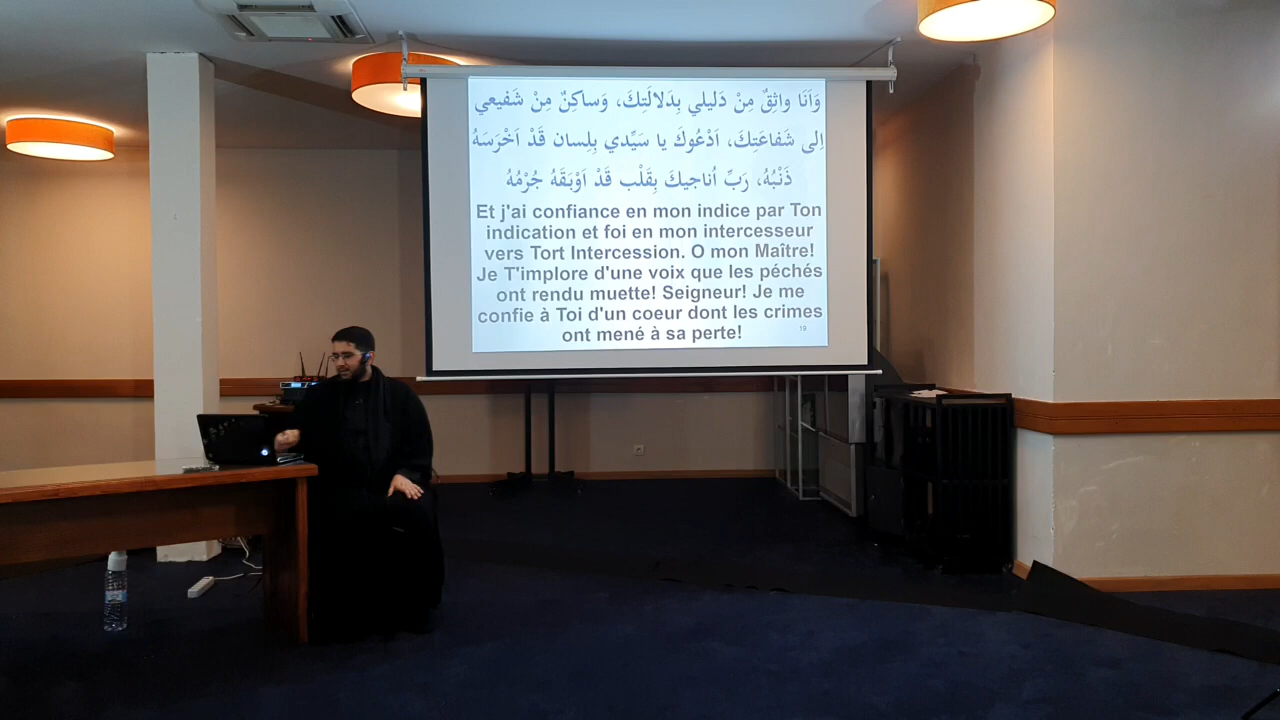 وَاَنَا واثِقٌ مِنْ دَليلي بِدَلالَتِكَ، وَساكِنٌ مِنْ شَفيعي
اِلى شَفاعَتِكَ، اَدْعُوكَ يا سَيِّدي بِلِسان قَدْ اَخْرَسَهُ
ذَنْبُهُ، رَبِّ اُناجيكَ بِقَلْب قَدْ اَوْبَقَهُ جُرْمُهُ
Et j'ai confiance en mon indice par Ton
indication et foi en mon intercesseur
vers Tort Intercession. O mon Maître!
Je T'implore d'une voix que les péchés
ont rendu muette! Seigneur! Je me
confie à Toi d'un coeur dont les crimes
ont mené à sa perte!
19